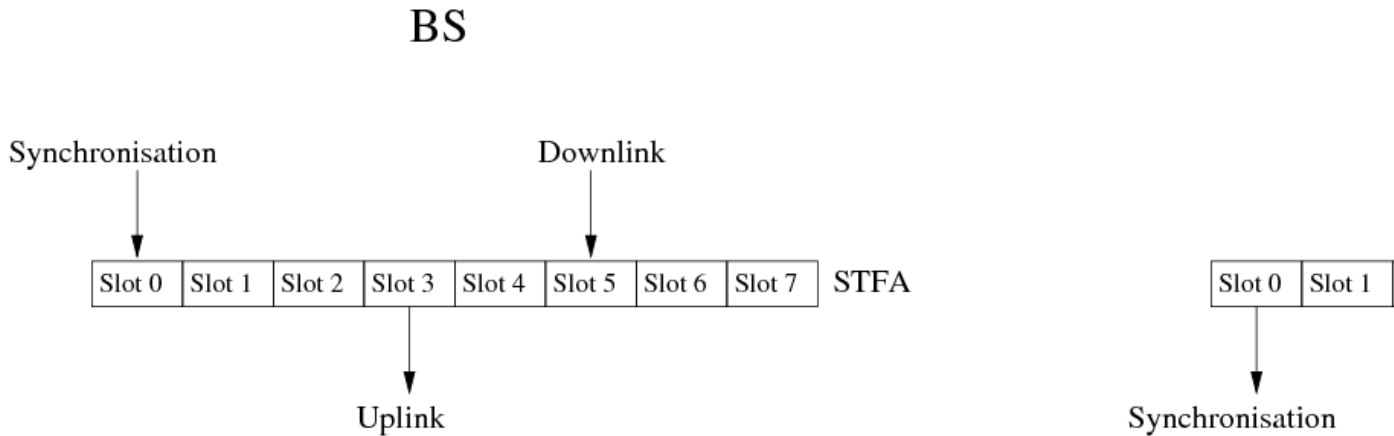 BS
Synchronisation
Downlink
Slot 0 Slot 1 Slot 2 Slot 3 Slot 4 Slot 5 Slot 6 Slot 7 STFA
Slot 0 Slot 1
Uplink
Synchronisation